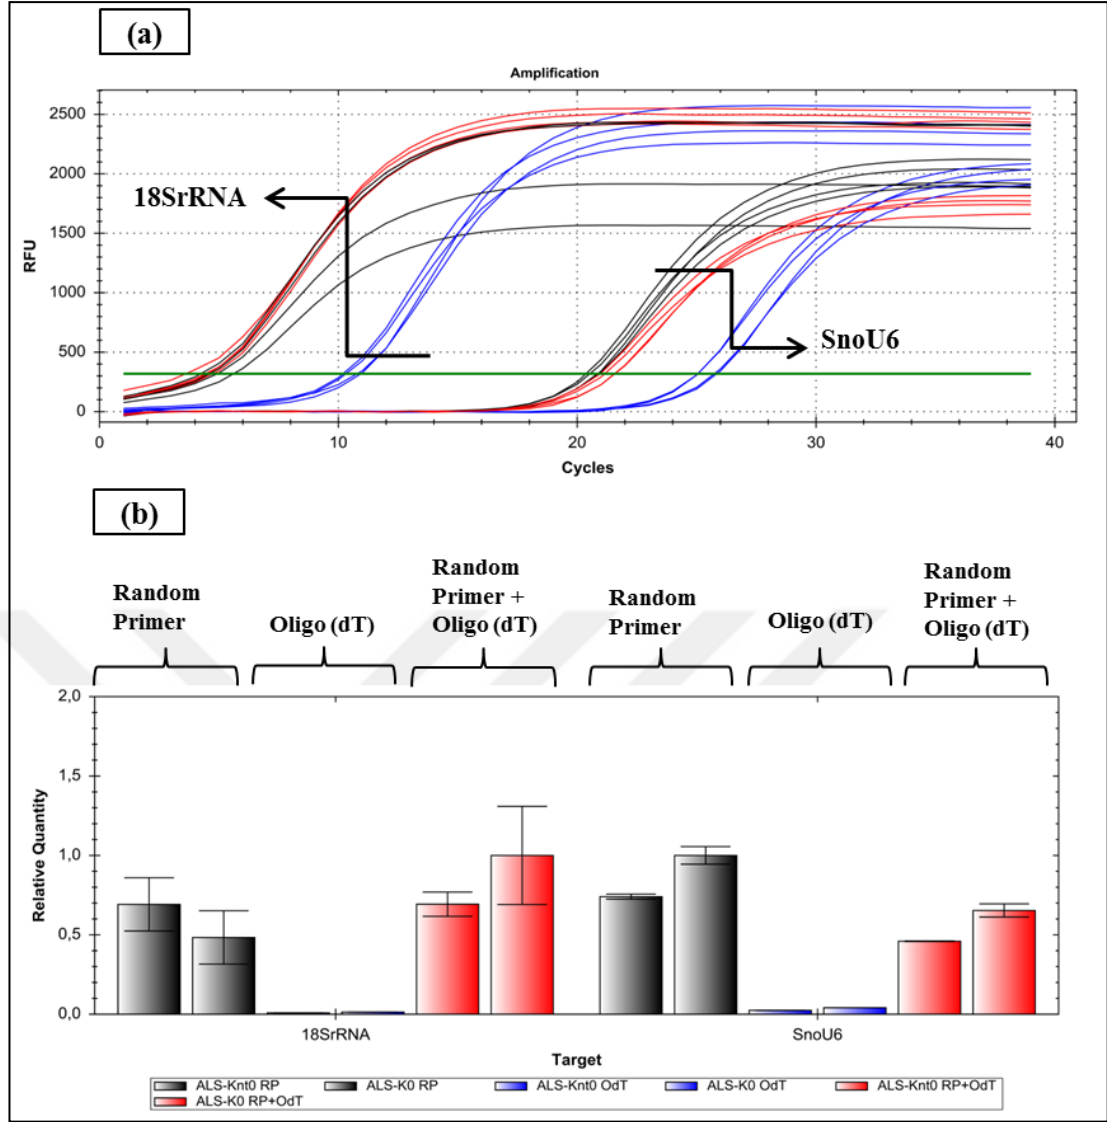 (a)
Amplification
2500
2000
1500
1000
500
0
RFU
18SrRNA
SnoU6
0
10
20
30
40
Cycles
(b)
Random
Primer
Oligo (dT)
Random
Primer +
Oligo (dT)
Random
Primer
Oligo (dT)
Random
Primer +
Oligo (dT)
2,0
1,5
1,0
0,5
0,0
Relative Quantity
18SrRNA
SnoU6
Target
ALS-Knt0 RP
ALS-K0 RP
ALS-Knt0 OdT
ALS-K0 OdT
ALS-Knt0 RP+OdT
ALS-K0 RP+OdT